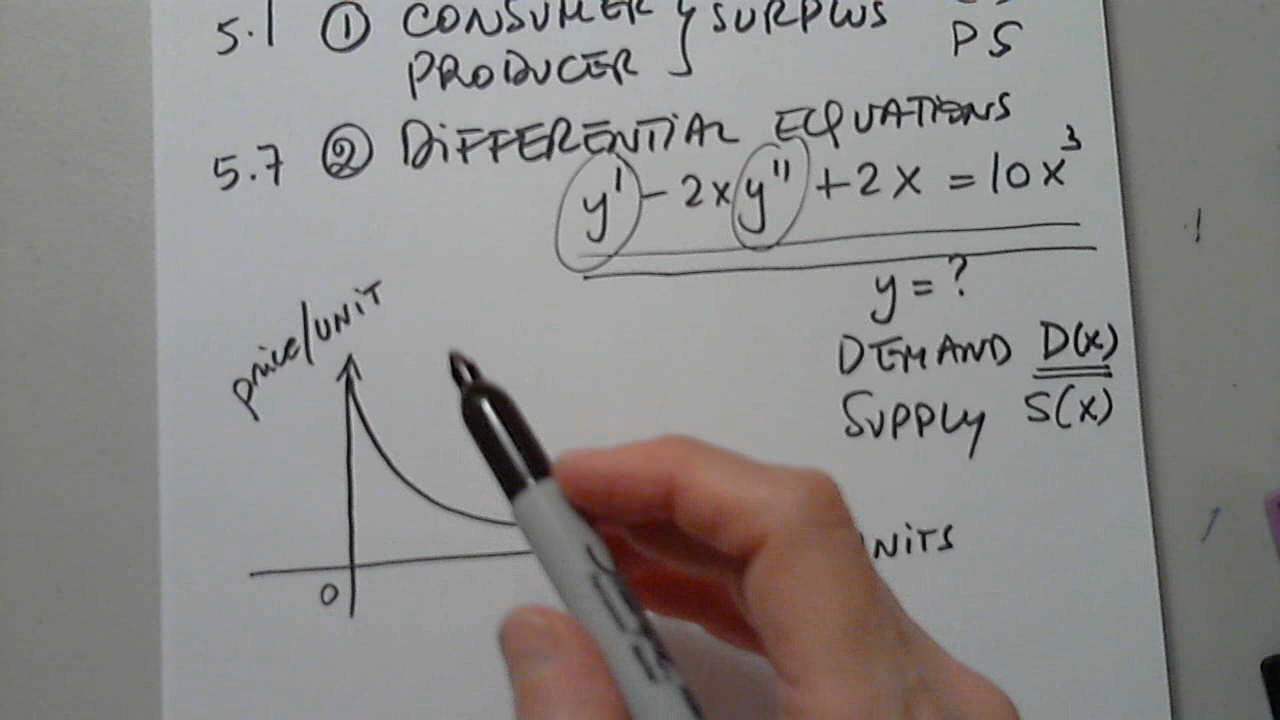 5.1 ① CONSUMER } SURPLUS
PRODUCER PS
5.7 ② DIFFERENTIAL EQUATIONS
y' - 2xy'' + 2x = 10x³
y = ?
DEMAND D(x)
SUPPLY S(x)
price/UNIT
0